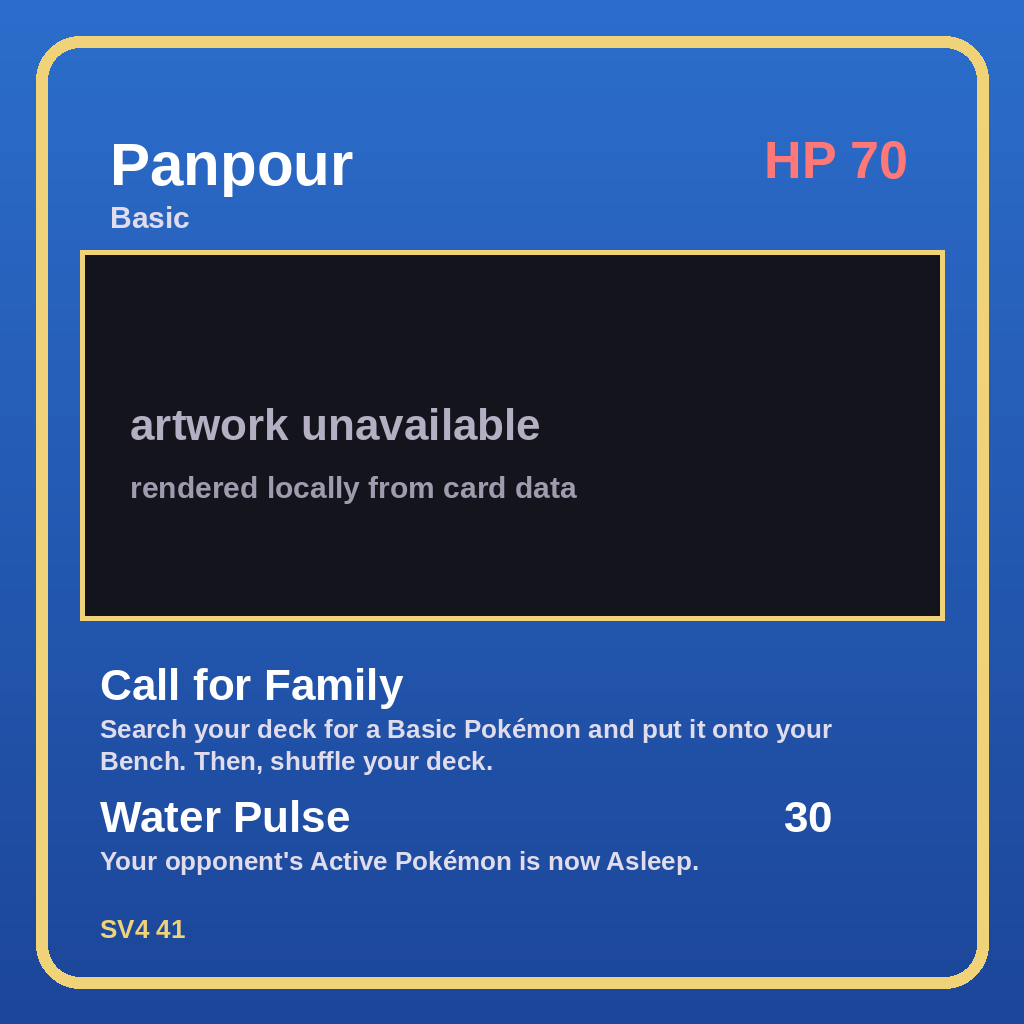 Panpour
HP 70
Basic
artwork unavailable
rendered locally from card data
Call for Family
Search your deck for a Basic Pokémon and put it onto your
Bench. Then, shuffle your deck.
Water Pulse
30
Your opponent's Active Pokémon is now Asleep.
SV4 41